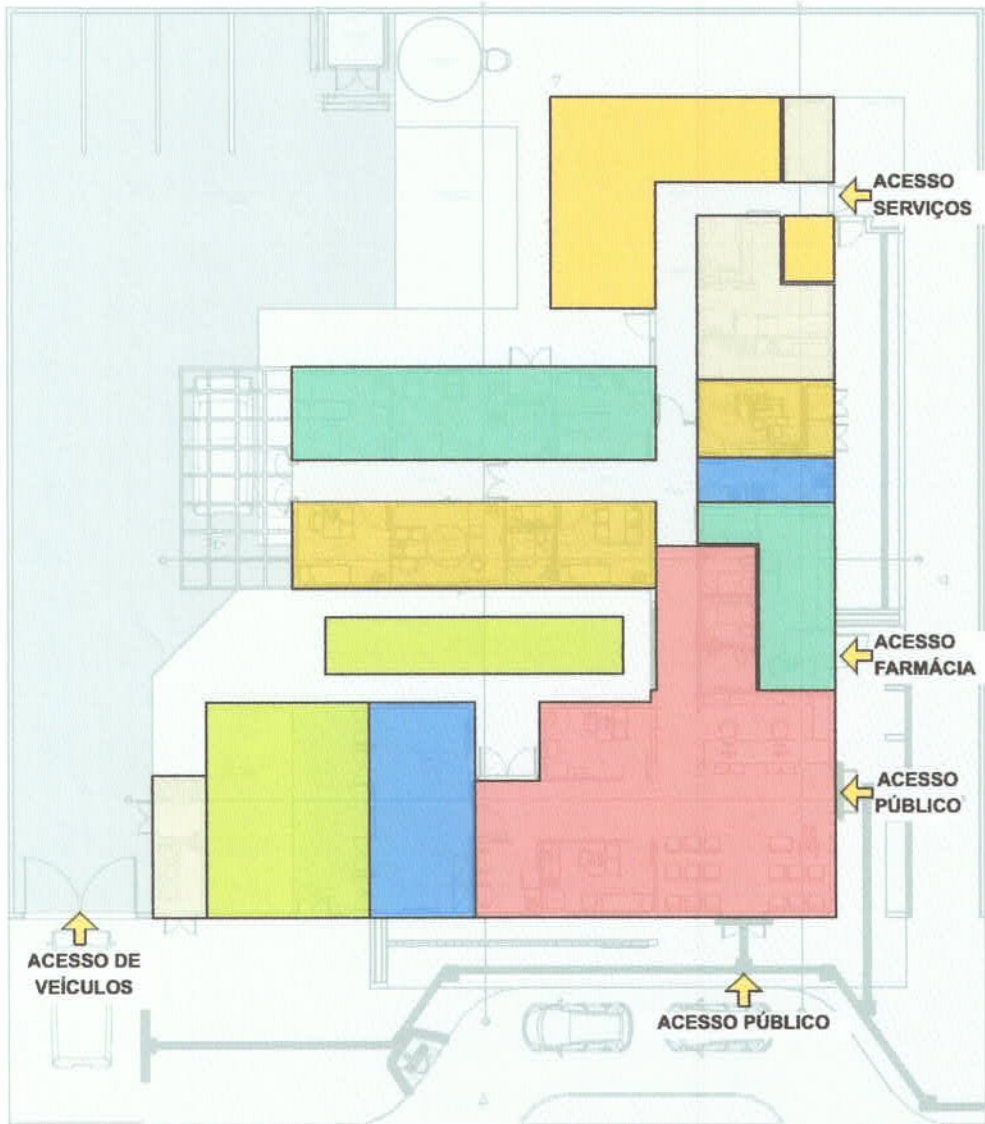 ACESSO
SERVIÇOS
ACESSO
FARMÁCIA
ACESSO
PÚBLICO
ACESSO DE
VEÍCULOS
ACESSO PÚBLICO